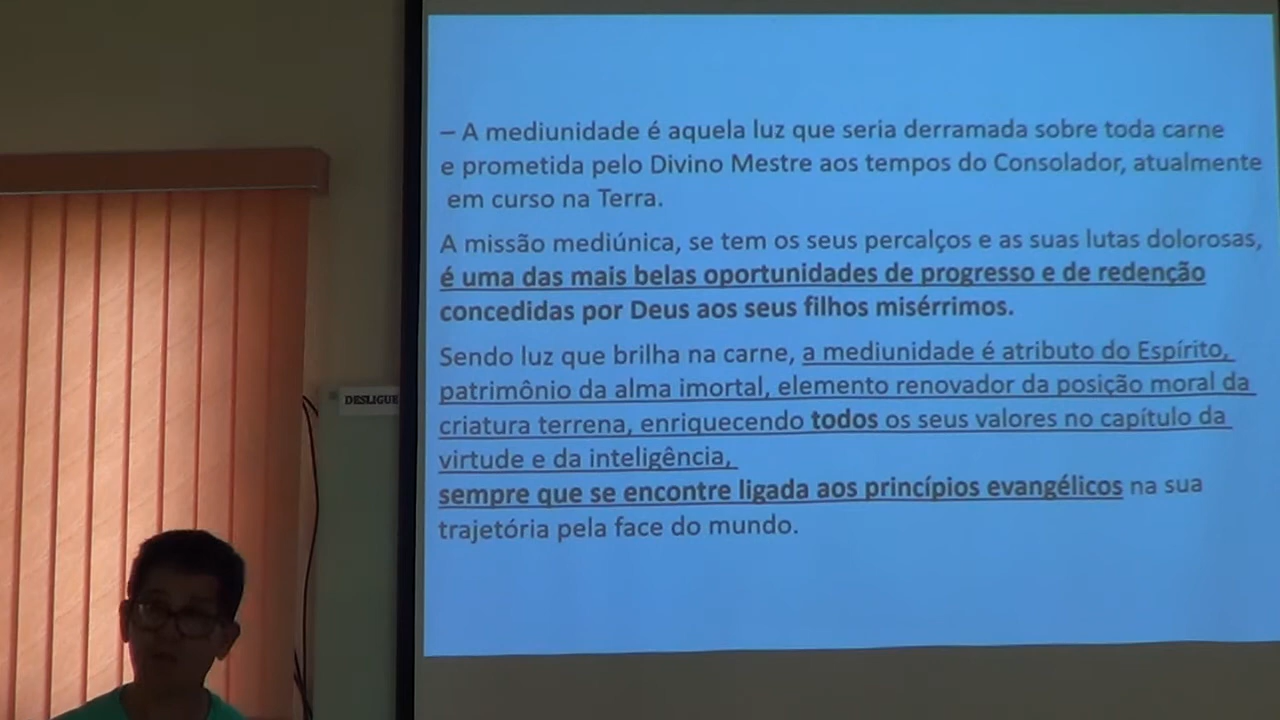 DESLIGUE
– A mediunidade é aquela luz que seria derramada sobre toda carne
e prometida pelo Divino Mestre aos tempos do Consolador, atualmente
em curso na Terra.
A missão mediúnica, se tem os seus percalços e as suas lutas dolorosas,
é uma das mais belas oportunidades de progresso e de redenção
concedidas por Deus aos seus filhos misérrimos.
Sendo luz que brilha na carne, a mediunidade é atributo do Espírito,
patrimônio da alma imortal, elemento renovador da posição moral da
criatura terrena, enriquecendo todos os seus valores no capítulo da
virtude e da inteligência,
sempre que se encontre ligada aos princípios evangélicos na sua
trajetória pela face do mundo.